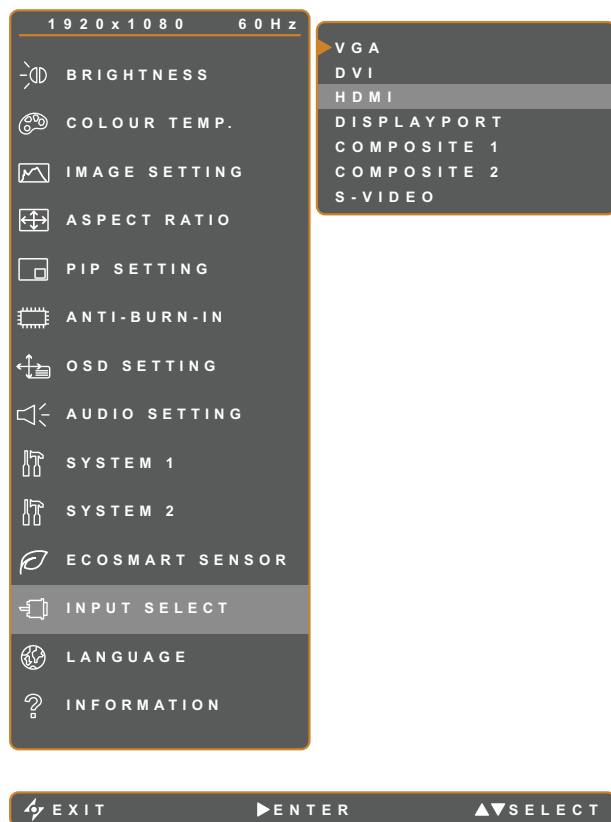 1920x1080 60Hz
BRIGHTNESS
COLOUR TEMP.
IMAGE SETTING
ASPECT RATIO
PIP SETTING
ANTI-BURN-IN
OSD SETTING
AUDIO SETTING
SYSTEM 1
SYSTEM 2
ECOSMART SENSOR
INPUT SELECT
LANGUAGE
INFORMATION
VGA
DVI
HDMI
DISPLAYPORT
COMPOSITE 1
COMPOSITE 2
S-VIDEO
EXIT ENTER SELECT